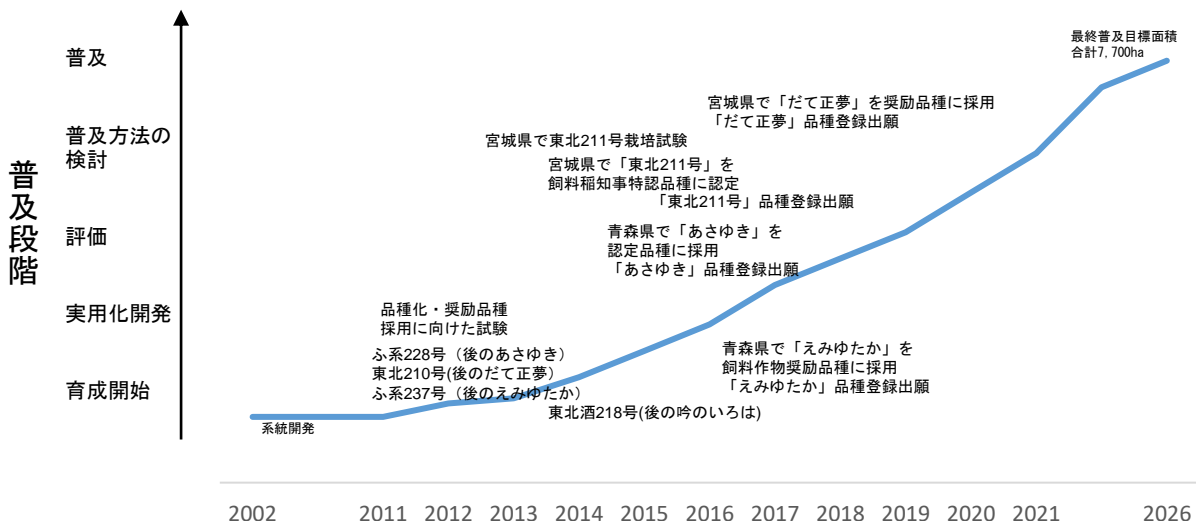 普及段階
普及
普及方法の
検討
評価
実用化開発
育成開始
最終普及目標面積
合計7,700ha
宮城県で「だて正夢」を奨励品種に採用
「だて正夢」品種登録出願
宮城県で東北211号栽培試験
宮城県で「東北211号」を
飼料稲知事特認品種に認定
「東北211号」品種登録出願
青森県で「あさゆき」を
認定品種に採用
「あさゆき」品種登録出願
品種化・奨励品種
採用に向けた試験
ふ系228号（後のあさゆき）
東北210号(後のだて正夢）
ふ系237号（後のえみゆたか）
東北酒218号(後の吟のいろは)
青森県で「えみゆたか」を
飼料作物奨励品種に採用
「えみゆたか」品種登録出願
系統開発
2002 2011 2012 2013 2014 2015 2016 2017 2018 2019 2020 2021 2026